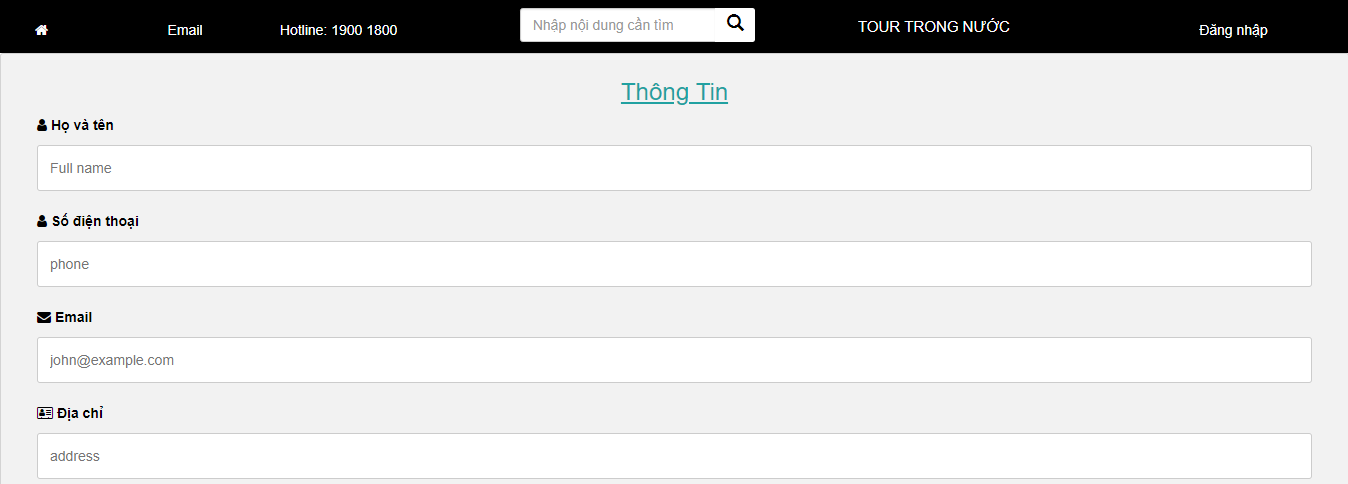 Email Hotline: 1900 1800 Nhập nội dung cần tìm TOUR TRONG NƯỚC Đăng nhập
Thông Tin
Họ và tên
Full name
Số điện thoại
phone
Email
john@example.com
Địa chỉ
address